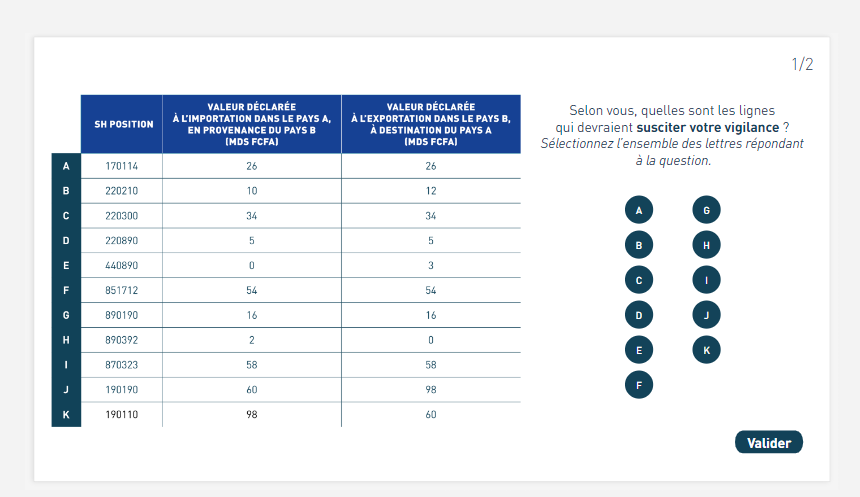 1/2
SH POSITION
VALEUR DÉCLARÉE
À L'IMPORTATION DANS LE PAYS A,
EN PROVENANCE DU PAYS B
(MDS FCFA)
VALEUR DÉCLARÉE
À L'EXPORTATION DANS LE PAYS B,
À DESTINATION DU PAYS A
(MDS FCFA)
A 170114 26 26
B 220210 10 12
C 220300 34 34
D 220890 5 5
E 440890 0 3
F 851712 54 54
G 890190 16 16
H 890392 2 0
I 870323 58 58
J 190190 60 98
K 190110 98 60
Selon vous, quelles sont les lignes
qui devraient susciter votre vigilance ?
Sélectionnez l'ensemble des lettres répondant
à la question.
A G
B H
C I
D J
E K
F
Valider